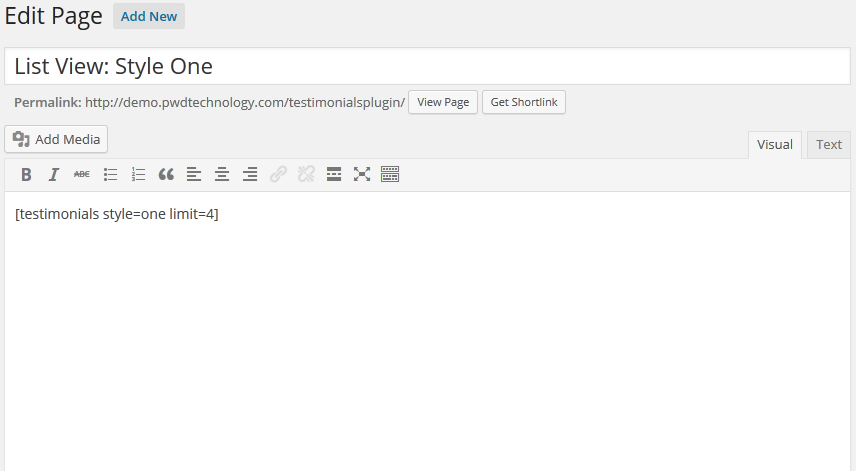 Edit Page Add New
List View: Style One
Permalink: http://demo.pwdtechnology.com/testimonialsplugin/ View Page Get Shortlink
Add Media Visual Text
B I ABC
[testimonials style=one limit=4]